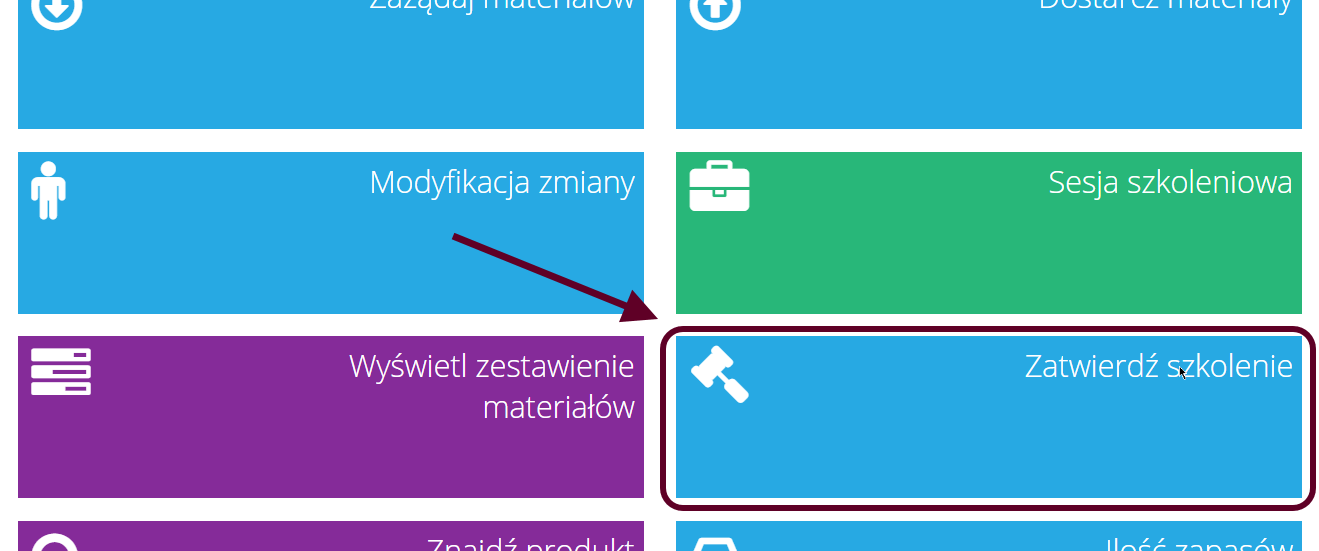 Zażądaj materiałów
Dostarcz materiały
Modyfikacja zmiany
Sesja szkoleniowa
Wyświetl zestawienie
materiałów
Zatwierdź szkolenie
Znajdź produkt
Ilość zapasów